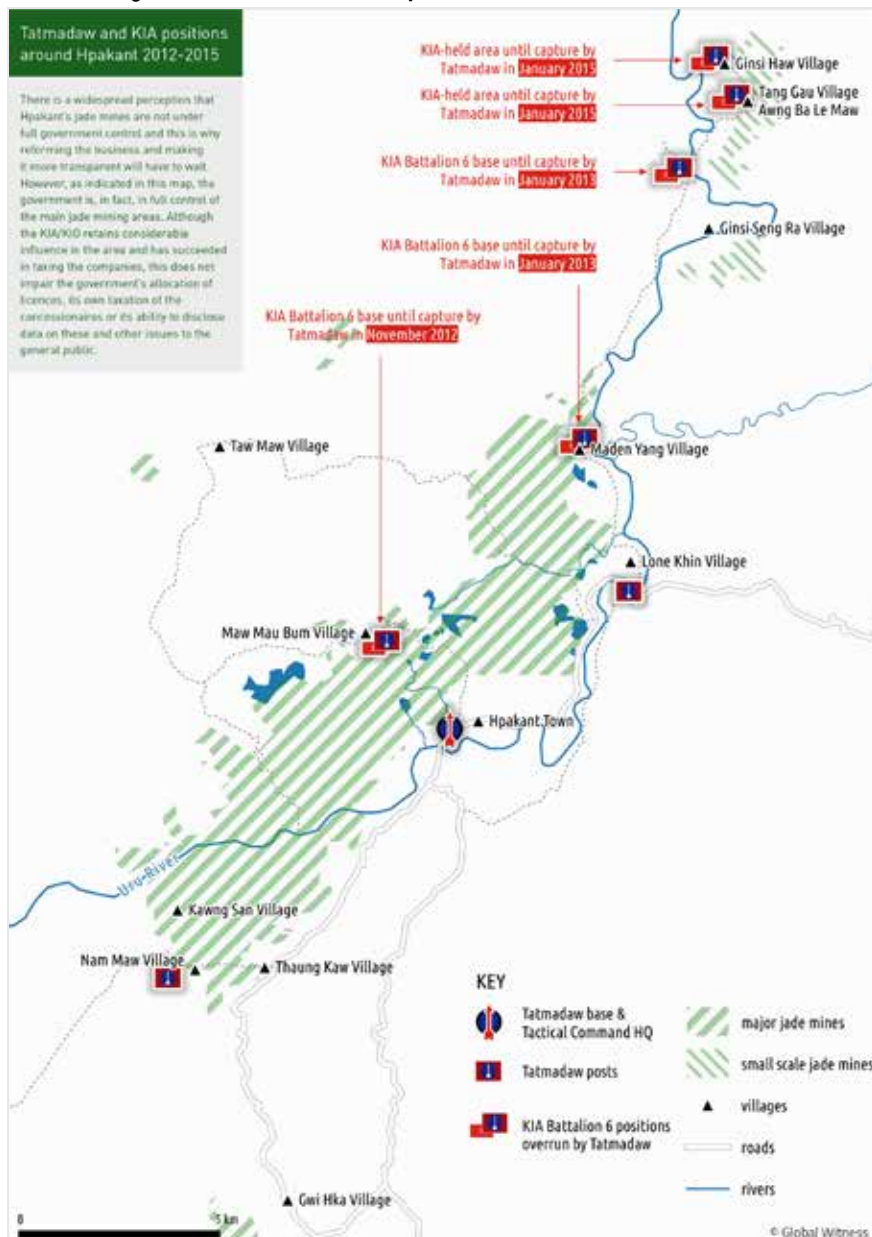 Tatmadaw and KIA positions
around Hpakant 2012-2015
There is a widespread perception that
Hpakant's jade mines are not under
full government control and this is why
reforming the business and making
it more transparent will have to wait.
However, as indicated in this map, the
government is, in fact, in full control of
the main jade mining areas. Although
the KIA/KIO retains considerable
influence in the area and has succeeded
in taxing the companies, this does not
impair the government's allocation of
licences, its own taxation of the
concessionaires or its ability to disclose
data on these and other issues to the
general public.
KIA-held area until capture by
Tatmadaw in January 2015
Ginsi Haw Village
KIA-held area until capture by
Tatmadaw in January 2015
Tang Gau Village
Awng Ba Le Maw
KIA Battalion 6 base until capture by
Tatmadaw in January 2013
Ginsi Seng Ra Village
KIA Battalion 6 base until capture by
Tatmadaw in January 2013
KIA Battalion 6 base until capture by
Tatmadaw in November 2012
Taw Maw Village
Maden Yang Village
Lone Khin Village
Maw Mau Bum Village
Hpakant Town
Uru-River
Kawng San Village
Nam Maw Village
Thaung Kaw Village
KEY
Tatmadaw base &
Tactical Command HQ
Tatmadaw posts
KIA Battalion 6 positions
overrun by Tatmadaw
major jade mines
small scale jade mines
villages
roads
rivers
Gwi Hka Village
0 5 km
© Global Witness